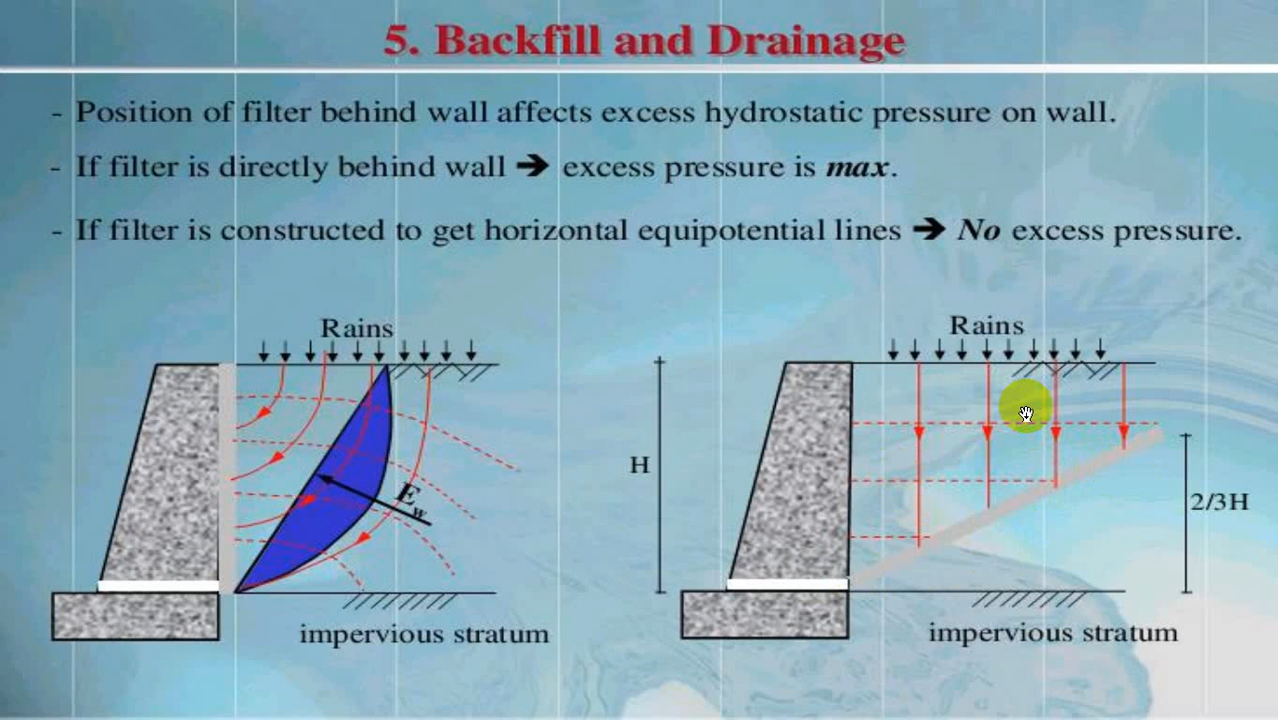 5. Backfill and Drainage
- Position of filter behind wall affects excess hydrostatic pressure on wall.
- If filter is directly behind wall ➔ excess pressure is max.
- If filter is constructed to get horizontal equipotential lines ➔ No excess pressure.
Rains
Rains
H
Ew
2/3H
impervious stratum
impervious stratum